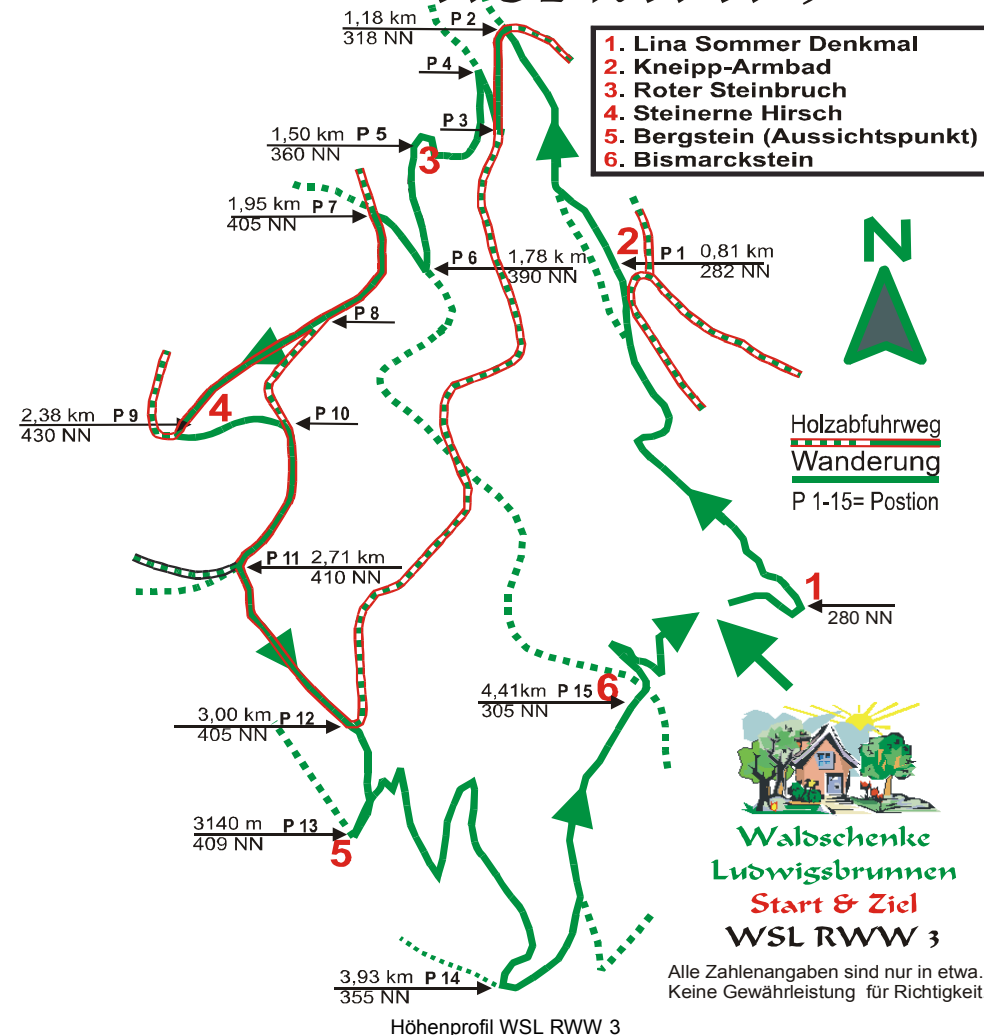 1,18 km P 2
318 NN
P 4
P 3
1,50 km P 5
360 NN
3
1,95 km P 7
405 NN
P 6 1,78 k m
390 NN
2
P 1 0,81 km
282 NN
P 8
4
2,38 km P 9
430 NN
P 10
P 11 2,71 km
410 NN
1
280 NN
3,00 km P 12
405 NN
6
4,41km P 15
305 NN
3140 m P 13
409 NN
5
3,93 km P 14
355 NN
1. Lina Sommer Denkmal
2. Kneipp-Armbad
3. Roter Steinbruch
4. Steinerne Hirsch
5. Bergstein (Aussichtspunkt)
6. Bismarckstein
N
Holzabfuhrweg
Wanderung
P 1-15= Postion
Waldschenke
Ludwigsbrunnen
Start & Ziel
WSL RWW 3
Alle Zahlenangaben sind nur in etwa.
Keine Gewährleistung für Richtigkeit
Höhenprofil WSL RWW 3